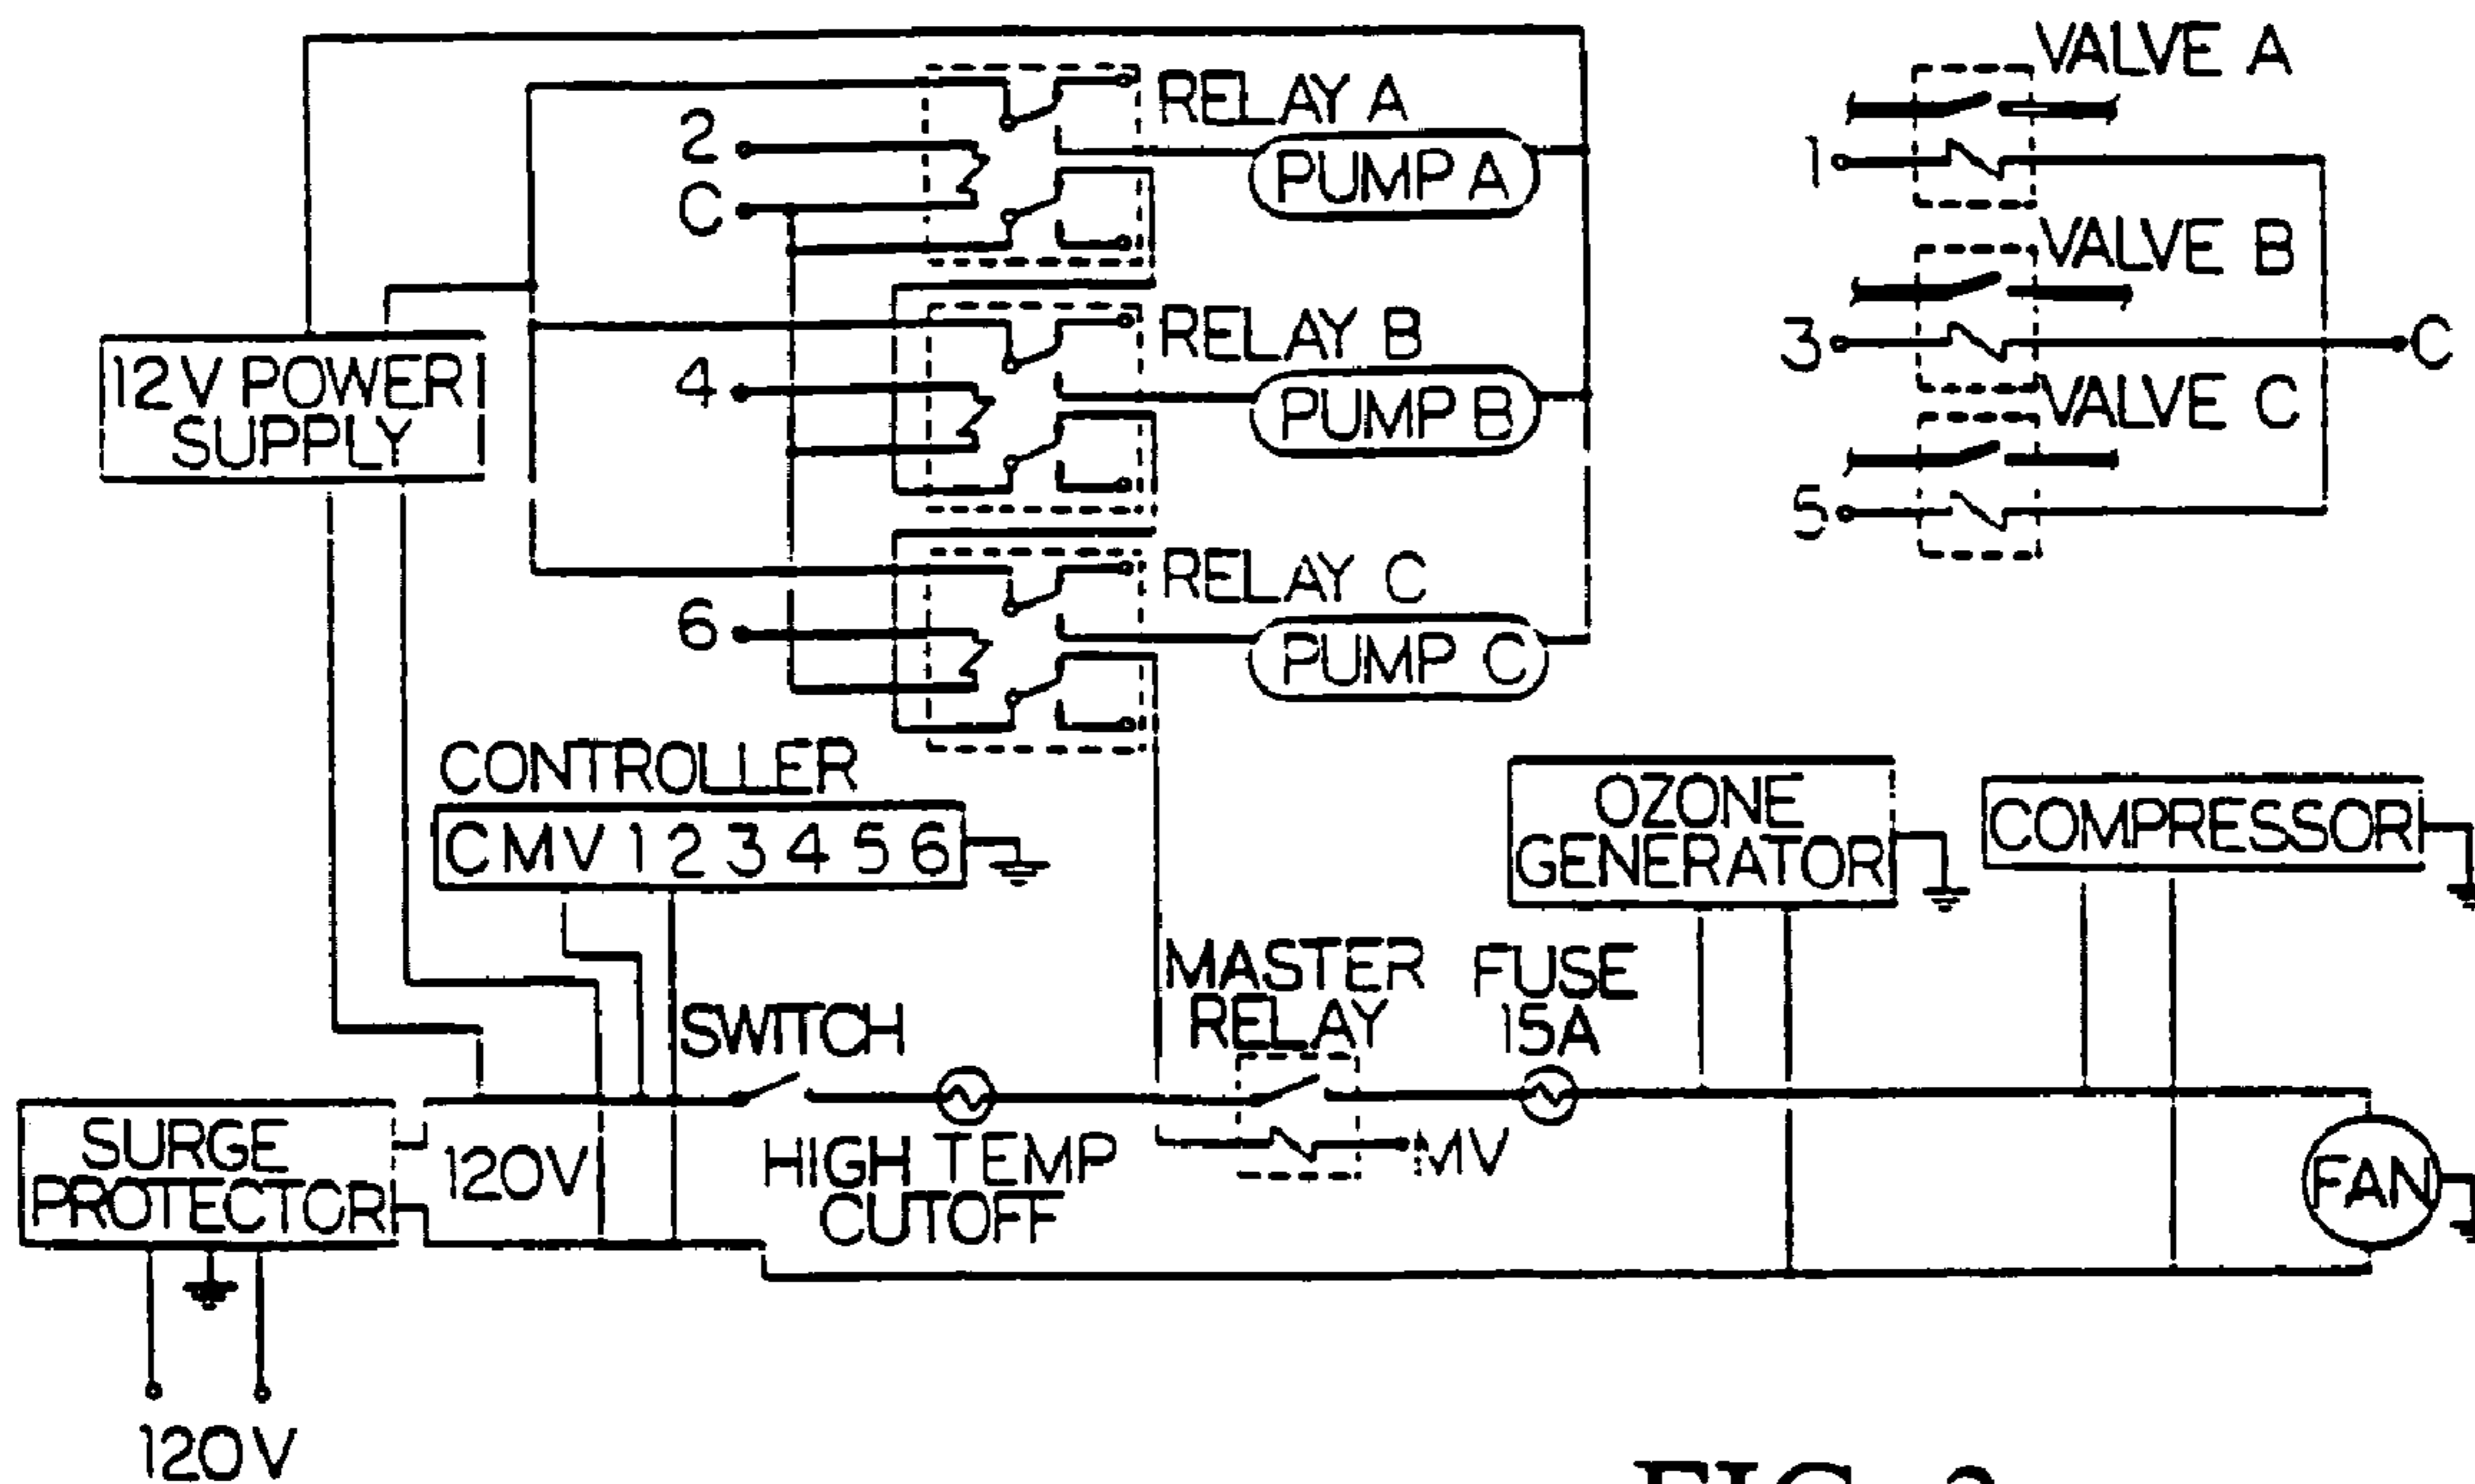 RELAY A
2
C
PUMP A
VALVE A
1
RELAY B
4
PUMP B
VALVE B
3
C
12V POWER
SUPPLY
VALVE C
5
RELAY C
6
PUMP C
CONTROLLER
C MV 1 2 3 4 5 6
OZONE
GENERATOR
COMPRESSOR
SWITCH
MASTER
RELAY
FUSE
15A
SURGE
PROTECTOR
120V
HIGH TEMP
CUTOFF
MV
FAN
120V